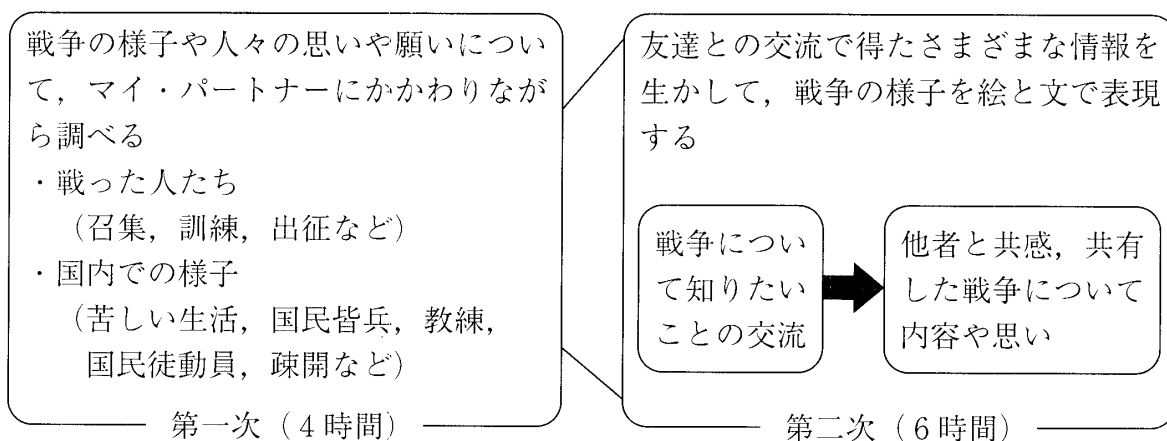 戦争の様子や人々の思いや願いについ
て，マイ・パートナーにかかわりなが
ら調べる
・戦った人たち
（召集，訓練，出征など）
・国内での様子
（苦しい生活，国民皆兵，教練，
国民徒動員，疎開など）
第一次（４時間）
友達との交流で得たさまざまな情報を
生かして，戦争の様子を絵と文で表現
する
戦争につい
て知りたい
ことの交流
他者と共感，共有
した戦争について
内容や思い
第二次（６時間）